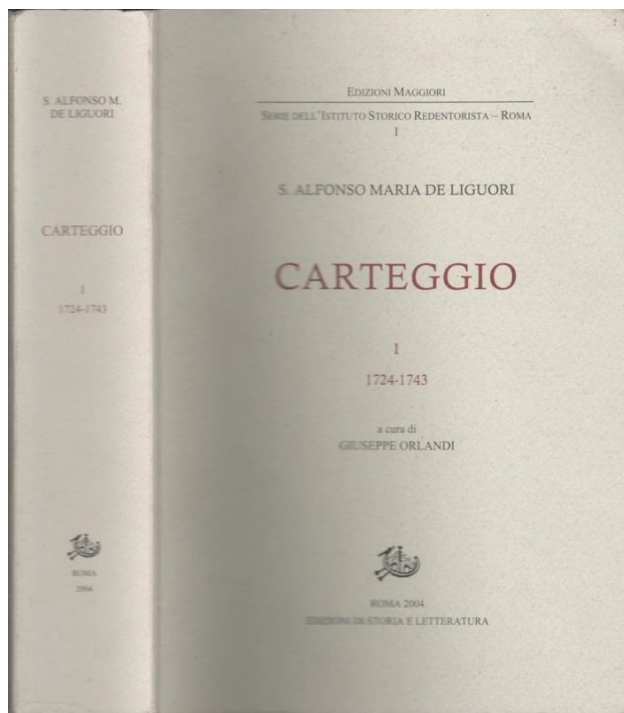 S. ALFONSO M.
DE LIGUORI
CARTEGGIO
I
1724-1743
ROMA
2004
EDIZIONI MAGGIORI
SERIE DELL'ISTITUTO STORICO REDENTORISTA – ROMA
I
S. ALFONSO MARIA DE LIGUORI
CARTEGGIO
I
1724-1743
a cura di
GIUSEPPE ORLANDI
ROMA 2004
EDIZIONI DI STORIA E LETTERATURA